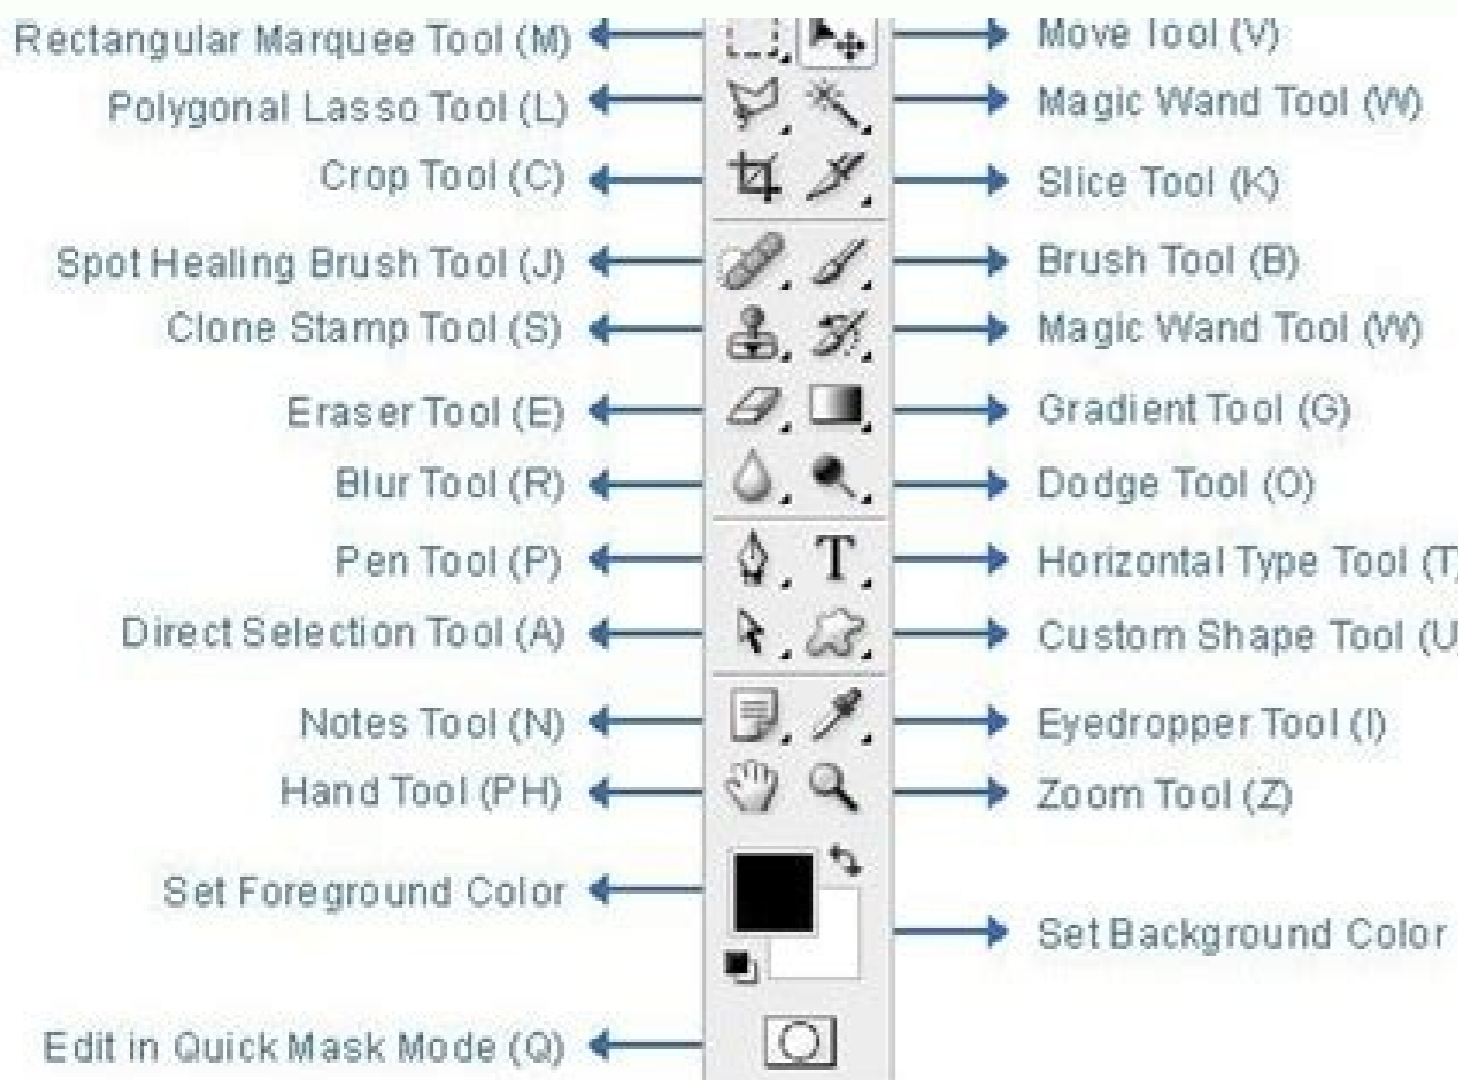 Rectangular Marquee Tool (M)
Move Tool (V)
Polygonal Lasso Tool (L)
Magic Wand Tool (W)
Crop Tool (C)
Slice Tool (K)
Spot Healing Brush Tool (J)
Brush Tool (B)
Clone Stamp Tool (S)
Magic Wand Tool (W)
Eraser Tool (E)
Gradient Tool (G)
Blur Tool (R)
Dodge Tool (O)
Pen Tool (P)
T
Horizontal Type Tool (T)
Direct Selection Tool (A)
Custom Shape Tool (U
Notes Tool (N)
Eyedropper Tool (I)
Hand Tool (PH)
Zoom Tool (Z)
Set Foreground Color
Set Background Color
Edit in Quick Mask Mode (Q)